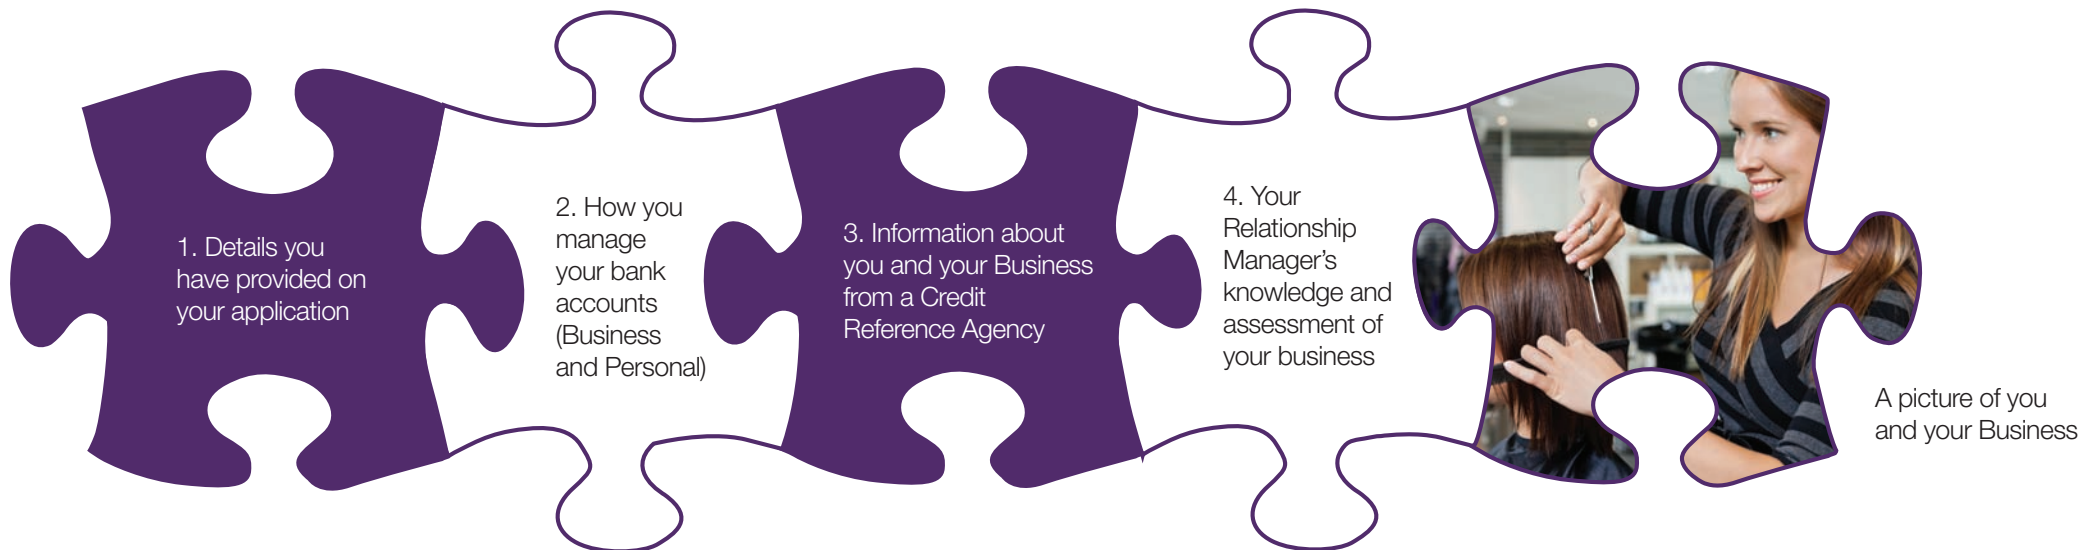 1. Details you
have provided on
your application
2. How you
manage
your bank
accounts
(Business
and Personal)
3. Information about
you and your Business
from a Credit
Reference Agency
4. Your
Relationship
Manager’s
knowledge and
assessment of
your business
A picture of you
and your Business